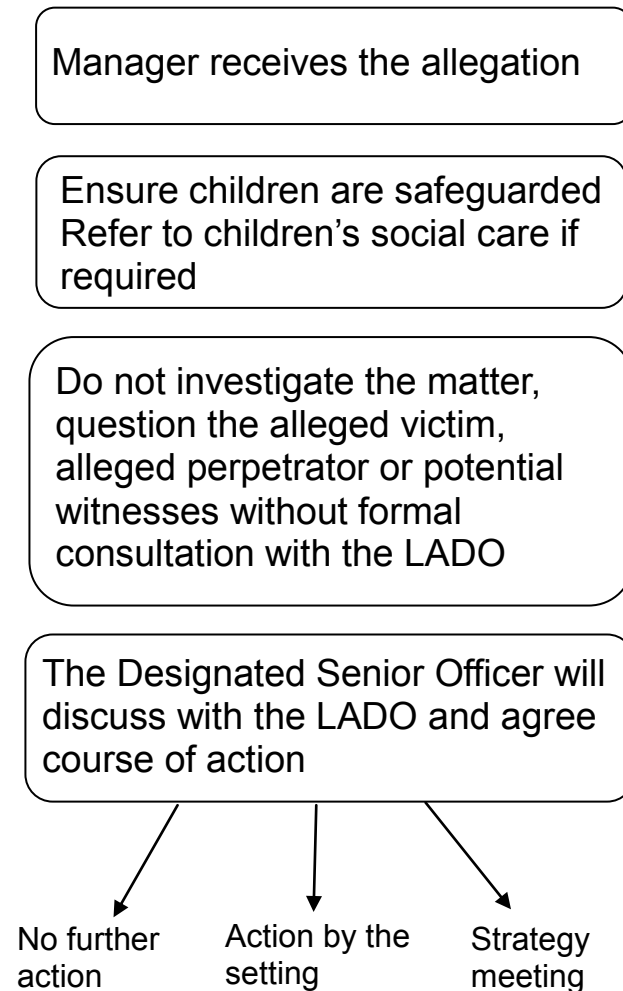 Manager receives the allegation
Ensure children are safeguarded
Refer to children’s social care if
required
Do not investigate the matter,
question the alleged victim,
alleged perpetrator or potential
witnesses without formal
consultation with the LADO
The Designated Senior Officer will
discuss with the LADO and agree
course of action
No further
action
Action by the
setting
Strategy
meeting